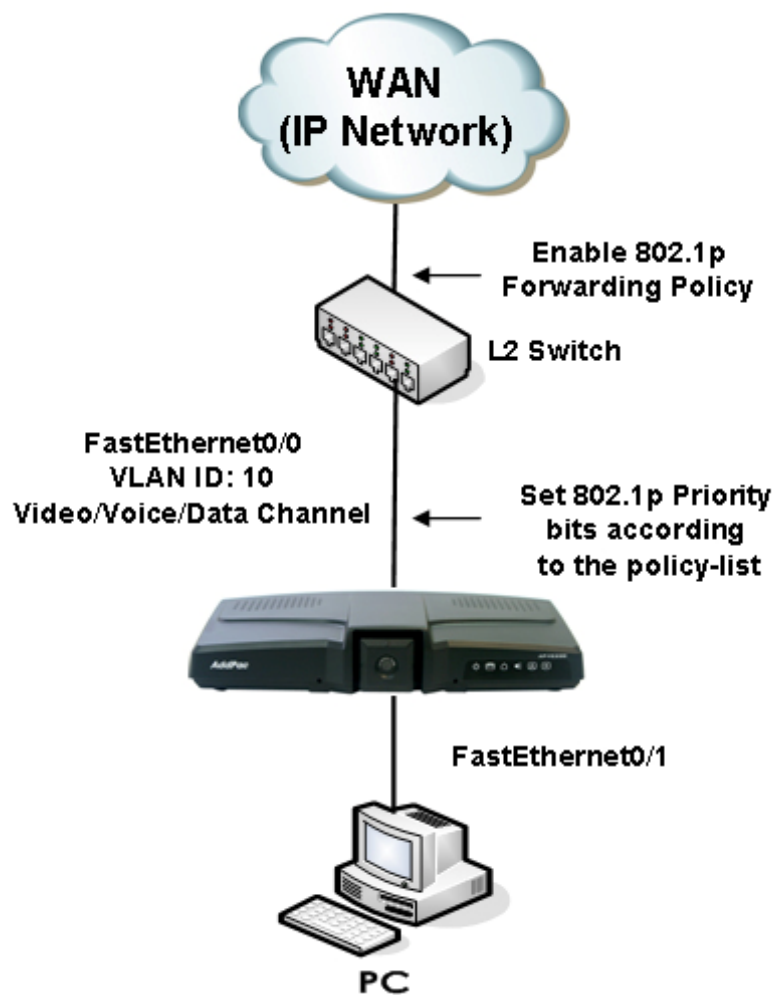 WAN
(IP Network)
Enable 802.1p
Forwarding Policy
L2 Switch
FastEthernet0/0
VLAN ID: 10
Video/Voice/Data Channel
Set 802.1p Priority
bits according
to the policy-list
AddPac
FastEthernet0/1
PC